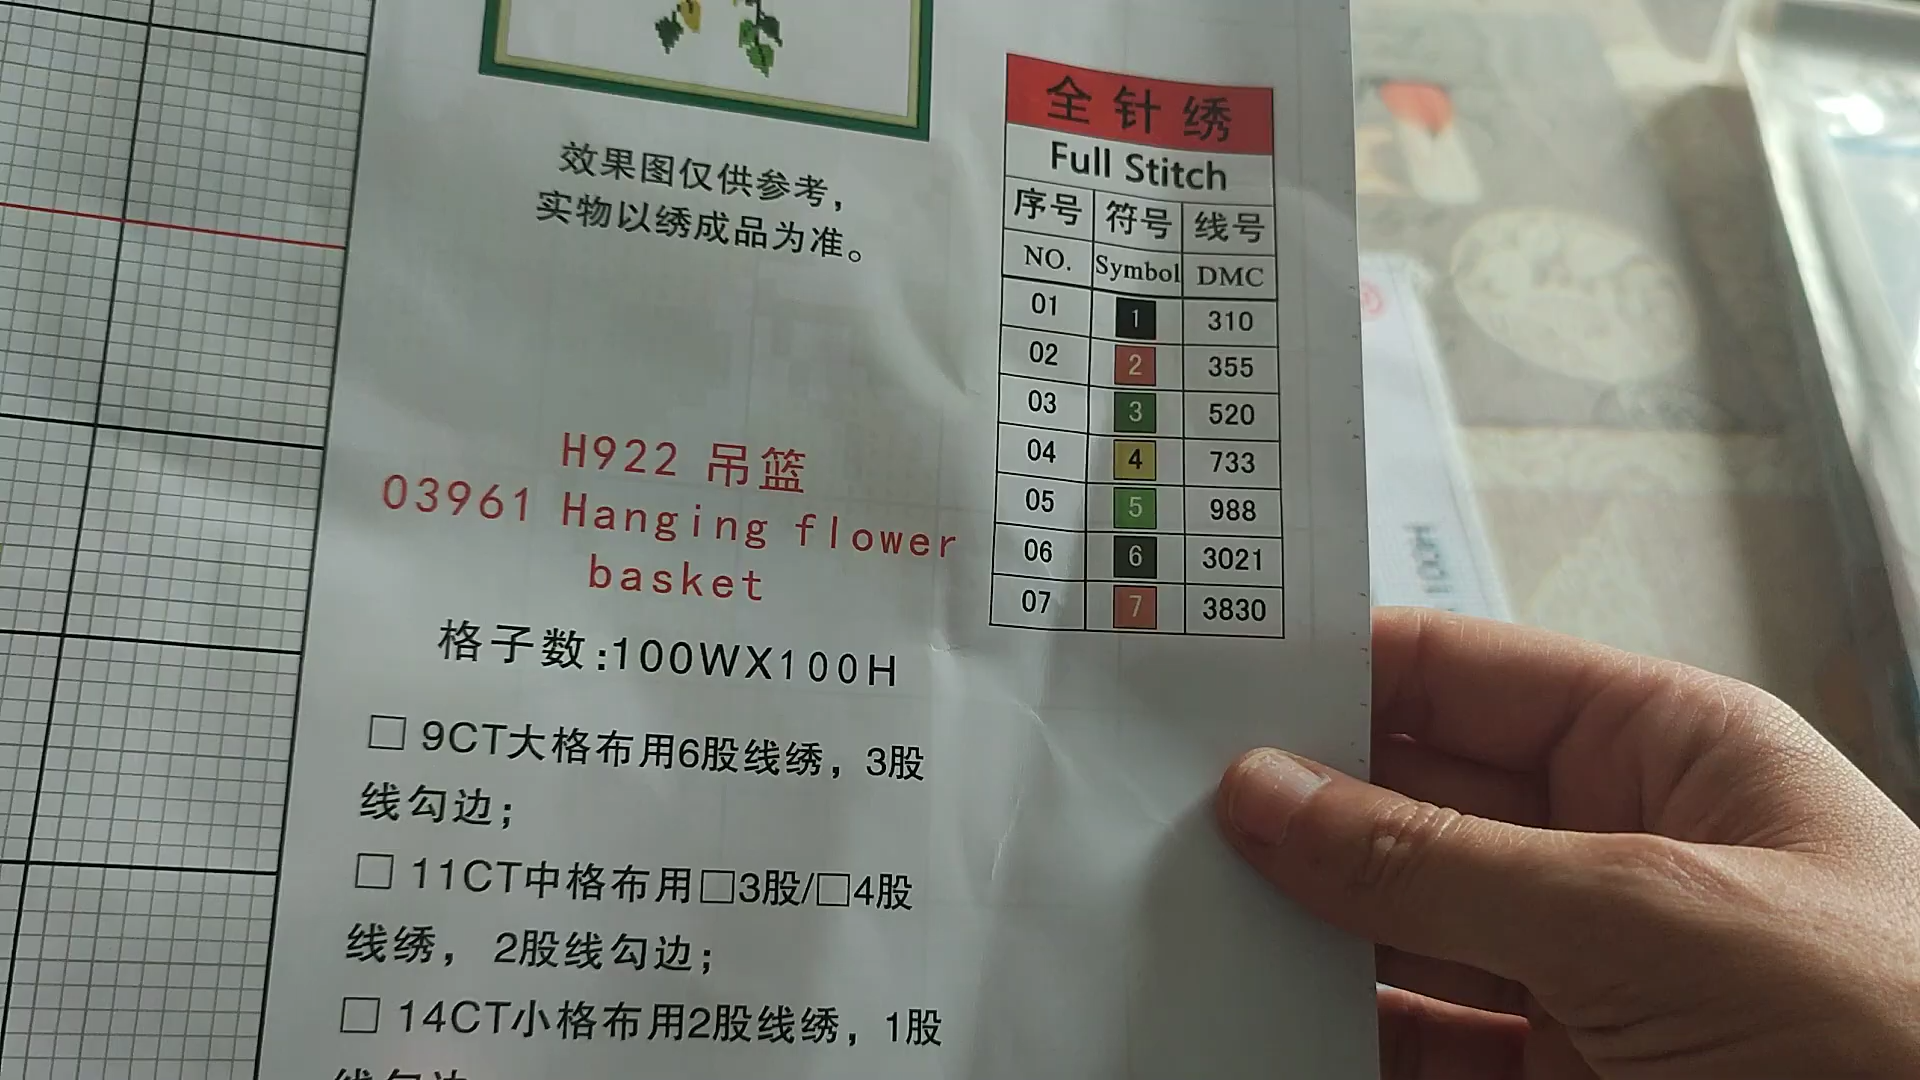 效果图仅供参考，
实物以绣成品为准。
H922 吊篮
03961 Hanging flower
basket
格子数:100WX100H
□ 9CT大格布用6股线绣，3股
线勾边；
□ 11CT中格布用□3股/□4股
线绣，2股线勾边；
□ 14CT小格布用2股线绣，1股
线勾边
全针绣
Full Stitch
序号 符号 线号
NO. Symbol DMC
01 1 310
02 2 355
03 3 520
04 4 733
05 5 988
06 6 3021
07 7 3830
100H